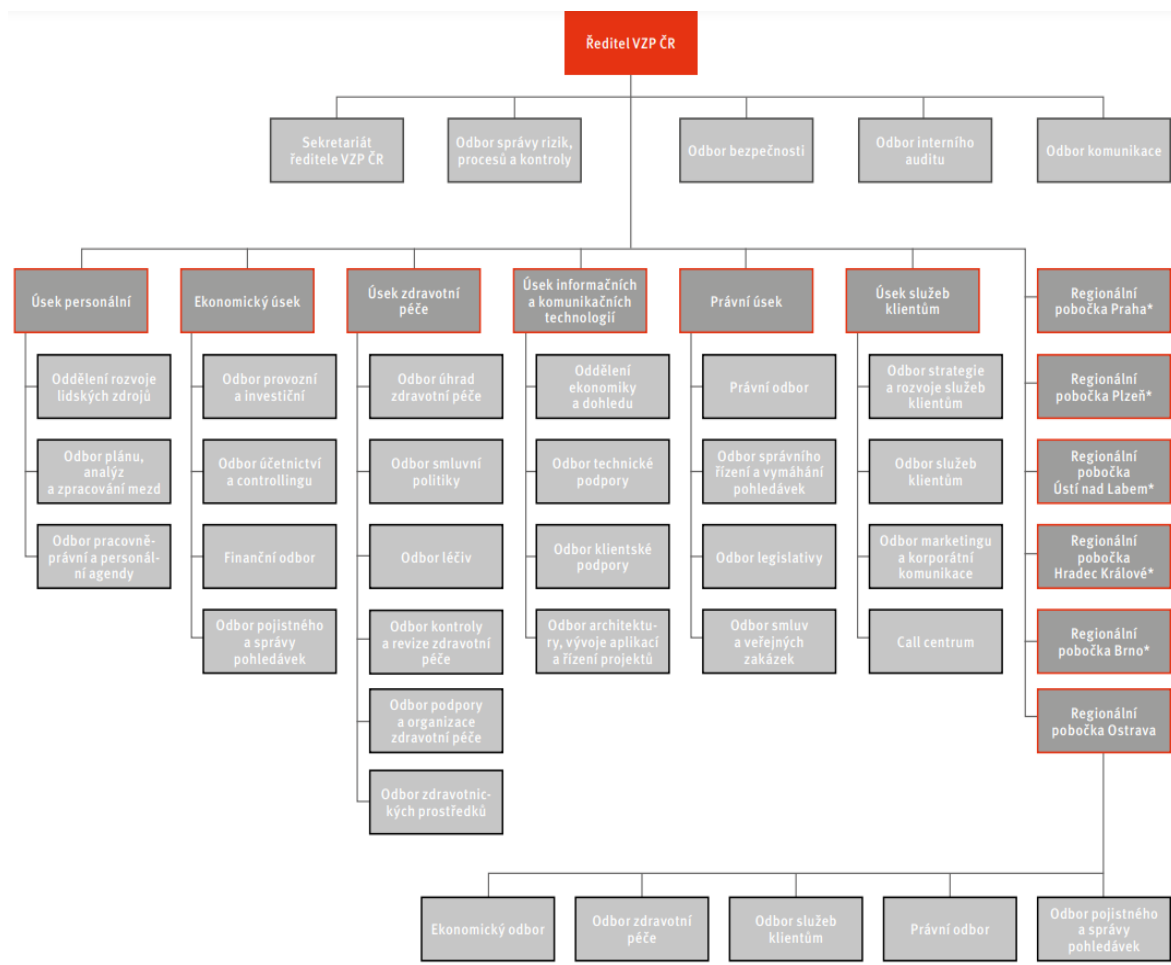 Ředitel VZP ČR
Sekretariát
ředitele VZP ČR
Odbor správy rizik,
procesů a kontroly
Odbor bezpečnosti
Odbor interního
auditu
Odbor komunikace
Úsek personální
Ekonomický úsek
Úsek zdravotní
péče
Úsek informačních
a komunikačních
technologií
Právní úsek
Úsek služeb
klientům
Regionální
pobočka Praha*
Oddělení rozvoje
lidských zdrojů
Odbor plánu,
analýz
a zpracování mezd
Odbor pracovně-
právní a personál-
ní agendy
Odbor provozní
a investiční
Odbor účetnictví
a controllingu
Finanční odbor
Odbor pojistného
a správy
pohledávek
Odbor úhrad
zdravotní péče
Odbor smluvní
politiky
Odbor léčiv
Odbor kontroly
a revize zdravotní
péče
Odbor podpory
a organizace
zdravotní péče
Odbor zdravotnic-
kých prostředků
Oddělení
ekonomiky
a dohledu
Odbor technické
podpory
Odbor klientské
podpory
Odbor architektu-
ry, vývoje aplikací
a řízení projektů
Právní odbor
Odbor správního
řízení a vymáhání
pohledávek
Odbor legislativy
Odbor smluv
a veřejných
zakázek
Odbor strategie
a rozvoje služeb
klientům
Odbor služeb
klientům
Odbor marketingu
a korporátní
komunikace
Call centrum
Regionální
pobočka Plzeň*
Regionální
pobočka
Ústí nad Labem*
Regionální
pobočka
Hradec Králové*
Regionální
pobočka Brno*
Regionální
pobočka Ostrava
Ekonomický odbor
Odbor zdravotní
péče
Odbor služeb
klientům
Právní odbor
Odbor pojistného
a správy
pohledávek